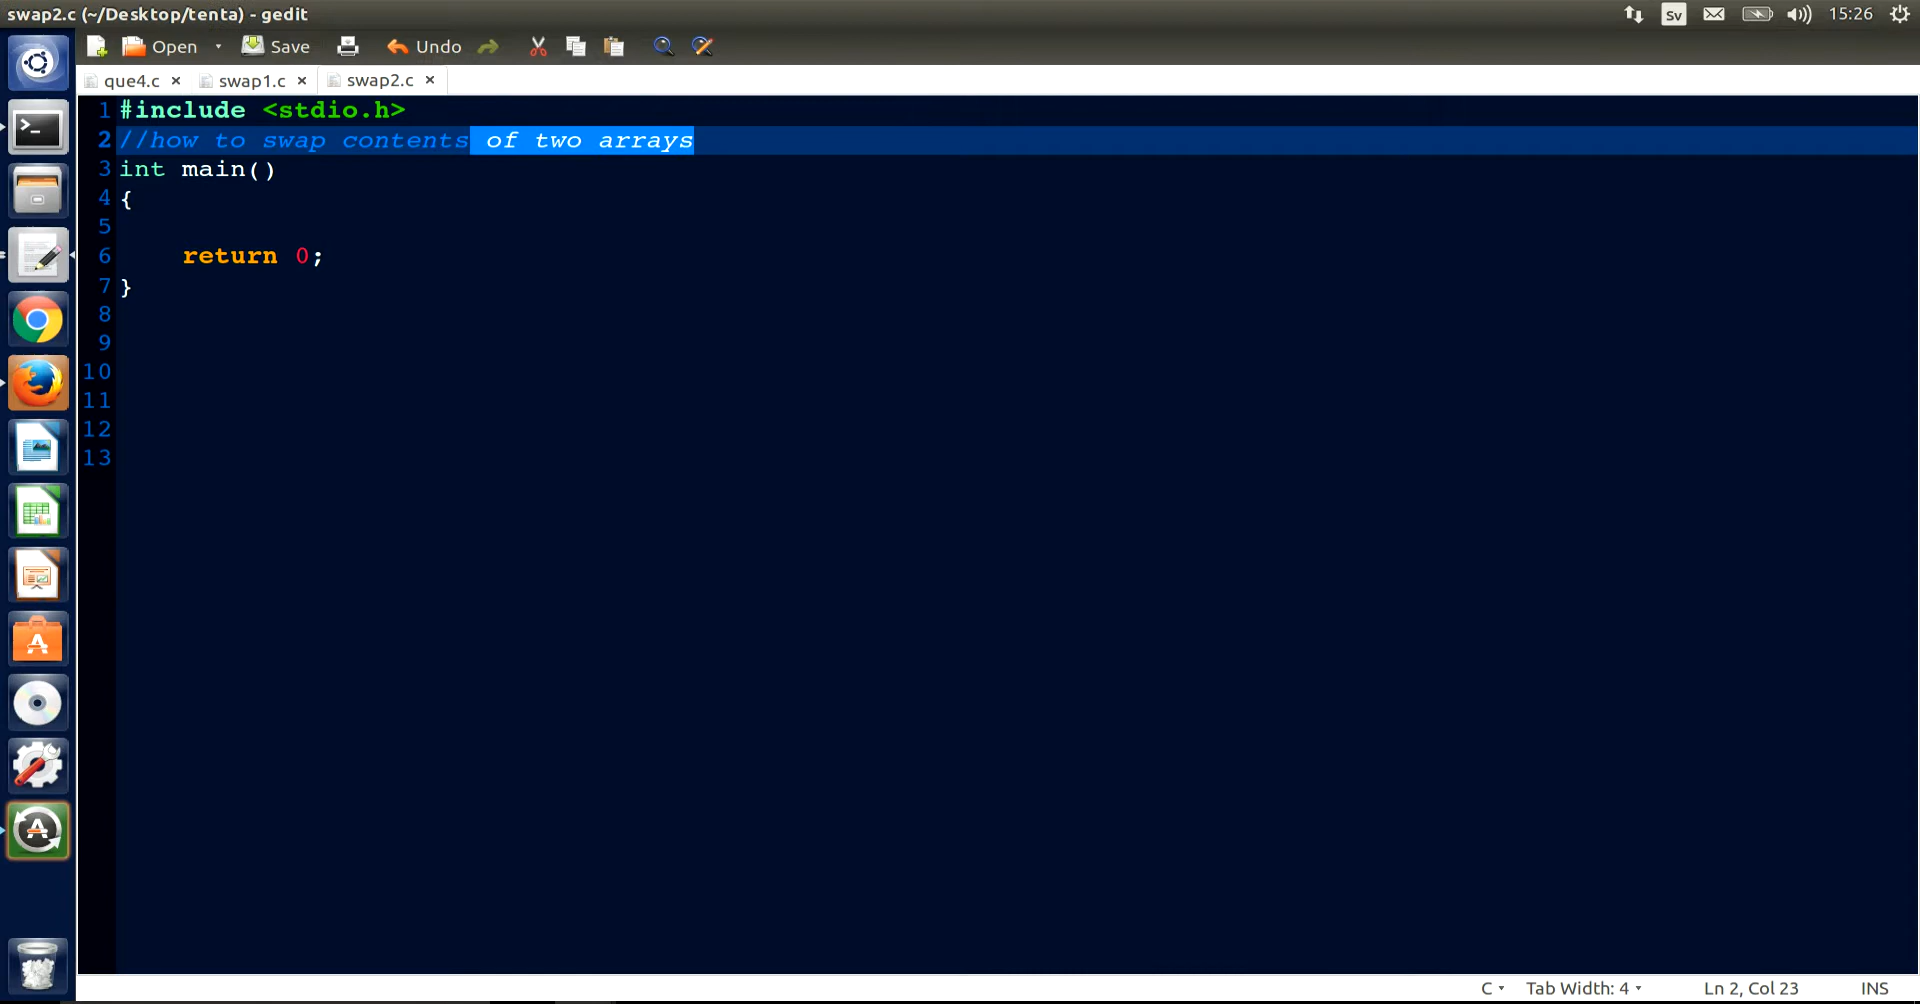 swap2.c (~/Desktop/tenta) - gedit
Sv 15:26
Open Save Undo
que4.c × swap1.c × swap2.c ×
1 #include <stdio.h>
2 //how to swap contents of two arrays
3 int main()
4 {
5
6 return 0;
7 }
8
9
10
11
12
13
C Tab Width: 4 Ln 2, Col 23 INS